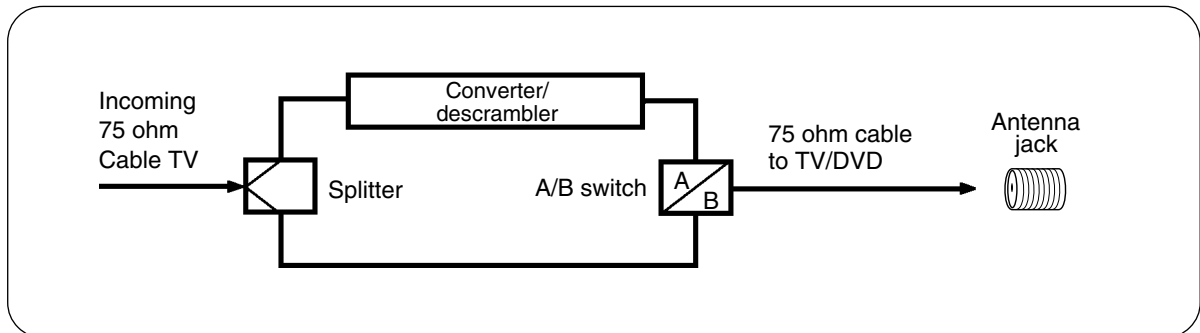 Incoming
75 ohm
Cable TV
Splitter
Converter/
descrambler
A/B switch
A
B
75 ohm cable
to TV/DVD
Antenna
jack